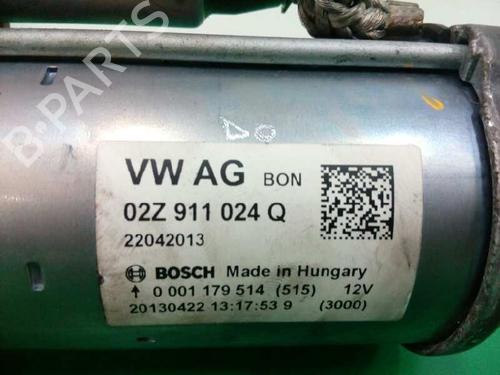 B-PARTS
VW AG BON
02Z 911 024 Q
22042013
BOSCH Made in Hungary
0 001 179 514 (515) 12V
20130422 13:17:53 9 (3000)